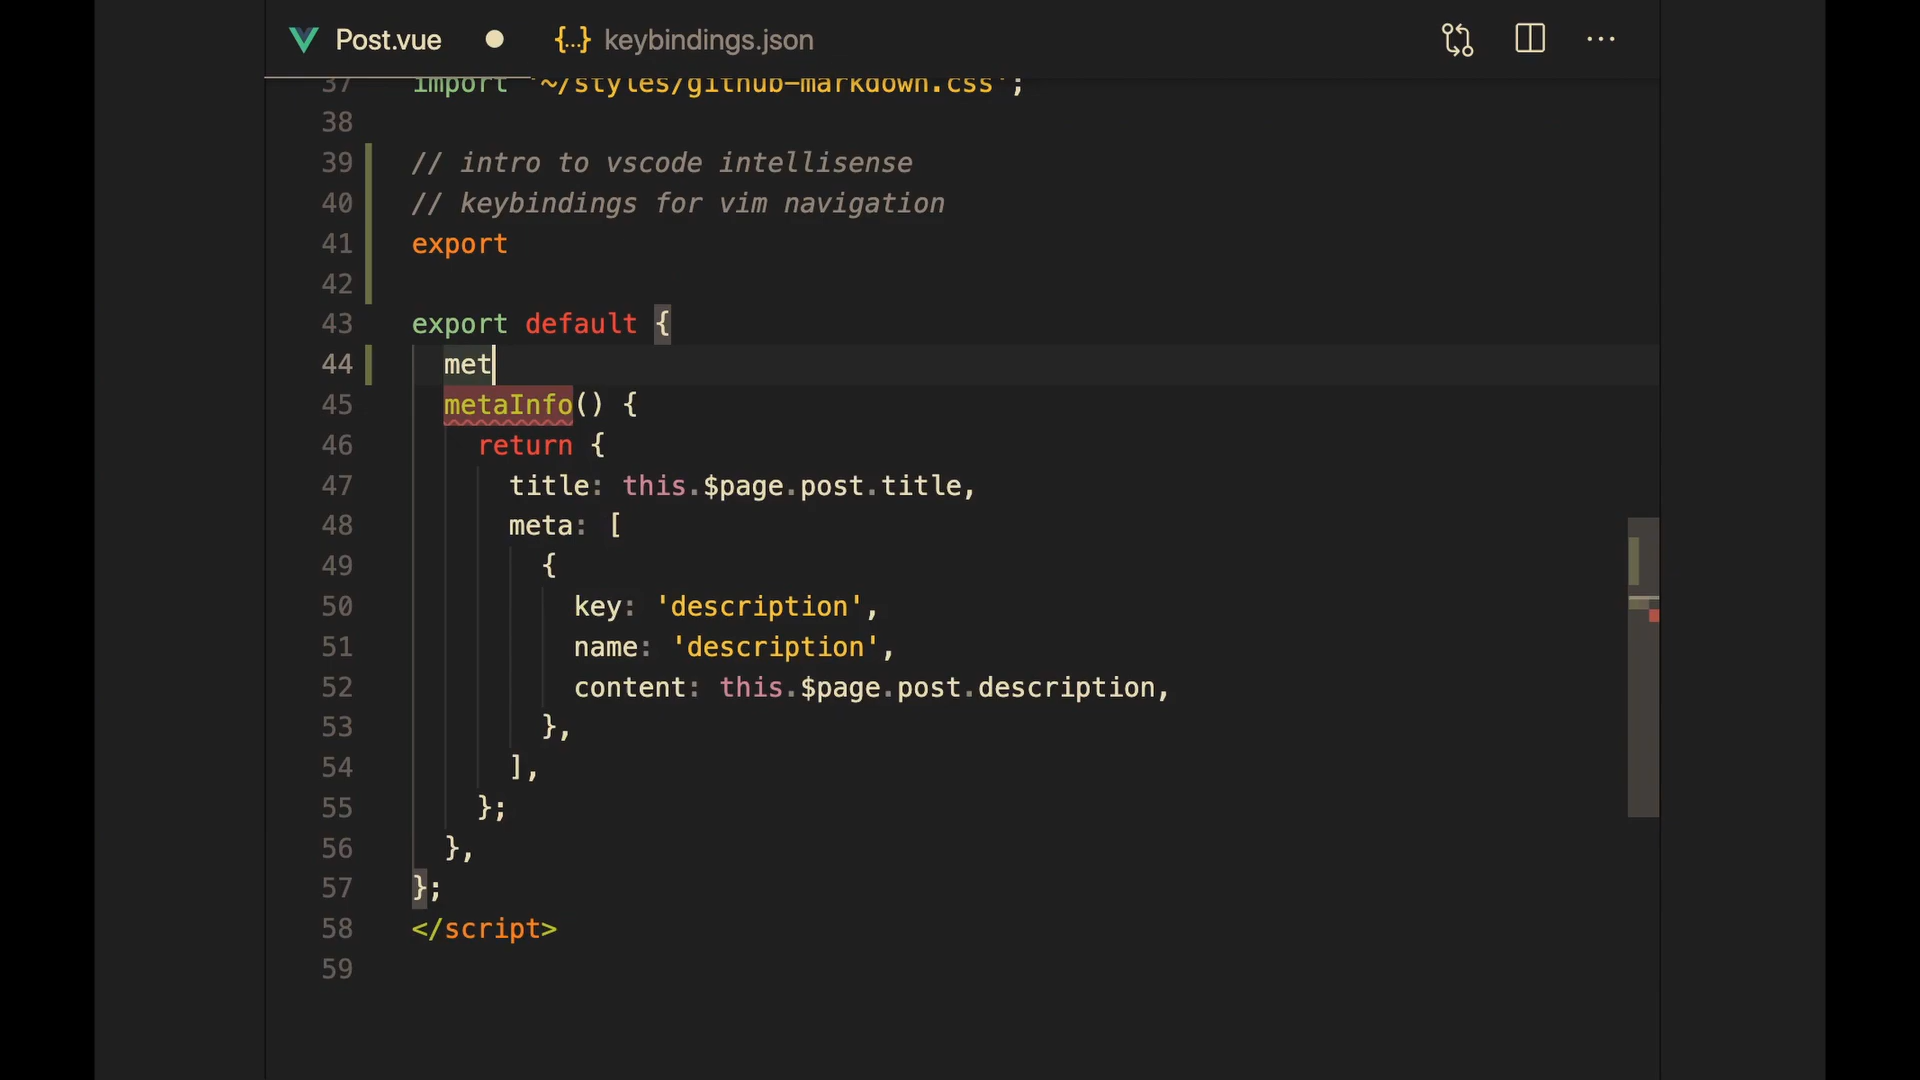 Post.vue
{..} keybindings.json
37 import '~/styles/github-markdown.css';
38
39 // intro to vscode intellisense
40 // keybindings for vim navigation
41 export
42
43 export default {
44 met
45 metaInfo() {
46 return {
47 title: this.$page.post.title,
48 meta: [
49 {
50 key: 'description',
51 name: 'description',
52 content: this.$page.post.description,
53 },
54 ],
55 };
56 },
57 };
58 </script>
59